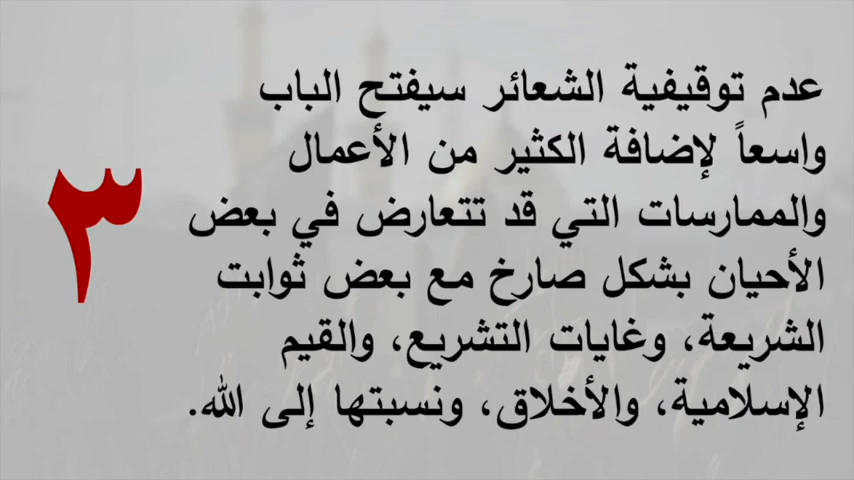 عدم توقيفية الشعائر سيفتح الباب
واسعاً لإضافة الكثير من الأعمال
والممارسات التي قد تتعارض في بعض
الأحيان بشكل صارخ مع بعض ثوابت
الشريعة، وغايات التشريع، والقيم
الإسلامية، والأخلاق، ونسبتها إلى الله.
٣